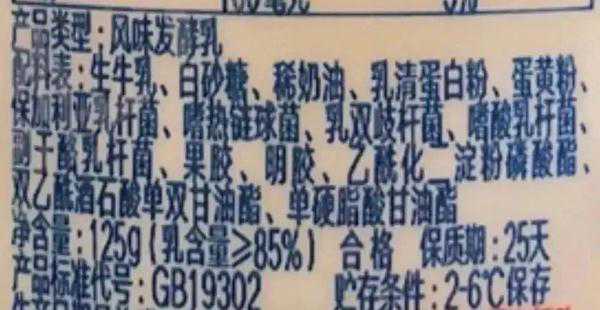 产品类型:风味发酵乳
配料表:生牛乳、白砂糖、稀奶油、乳清蛋白粉、蛋黄粉、
保加利亚乳杆菌、嗜热链球菌、乳双歧杆菌、嗜酸乳杆菌、
副干酪乳杆菌、果胶、明胶、乙酰化二淀粉磷酸酯、
双乙酰酒石酸单双甘油酯、单硬脂酸甘油酯
净含量:125g(乳含量≥85%) 合格 保质期:25天
产品标准代号:GB19302 贮存条件:2-6℃保存